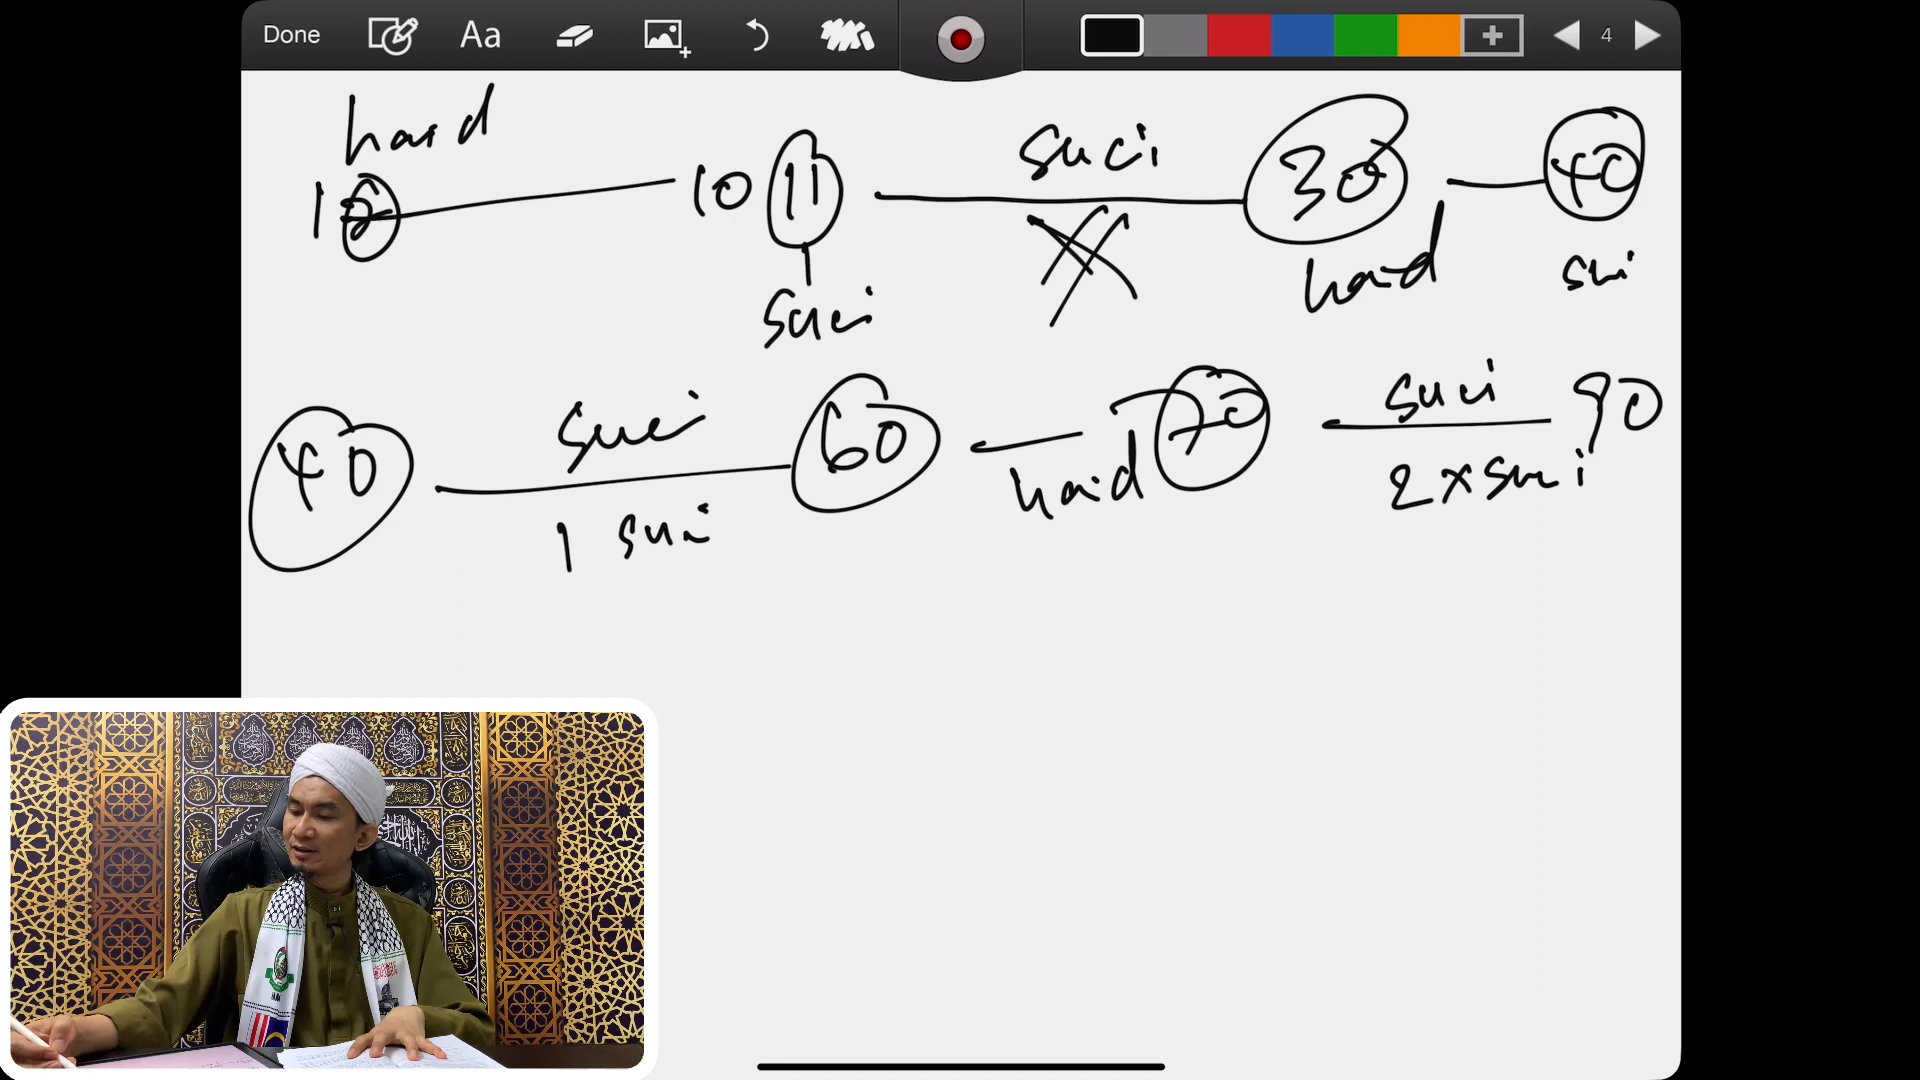 Done Aa 4
haid
1 10 11 suci 30 40
suci haid suci
40 suci 60 haid 70 suci 90
1 suci 2 x suci